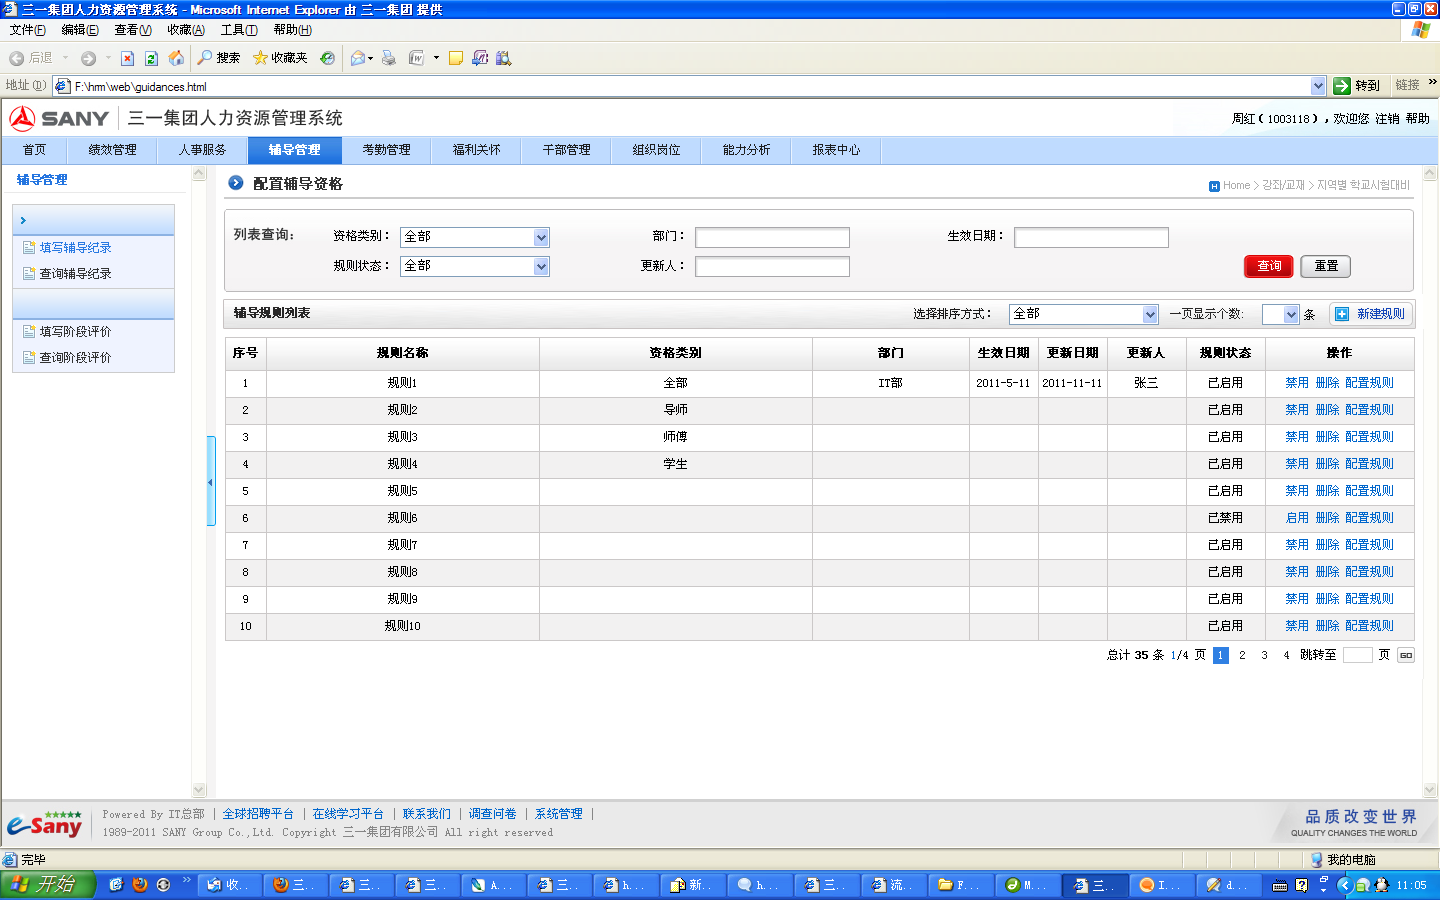 三一集团人力资源管理系统 - Microsoft Internet Explorer 由 三一集团 提供
文件(F) 编辑(E) 查看(V) 收藏(A) 工具(T) 帮助(H)
后退 搜索 收藏夹
地址(D) F:\hrm\web\guidances.html 转到 链接 »
SANY 三一集团人力资源管理系统
周红(1003118),欢迎您 注销 帮助
首页 绩效管理 人事服务 辅导管理 考勤管理 福利关怀 干部管理 组织岗位 能力分析 报表中心
辅导管理
填写辅导纪录
查询辅导纪录
填写阶段评价
查询阶段评价
配置辅导资格
Home > 강좌/교재 > 지역별 학교시험대비
列表查询: 资格类别: 全部 部门: 生效日期:
规则状态: 全部 更新人: 查询 重置
辅导规则列表 选择排序方式: 全部 一页显示个数: 条 新建规则
序号 规则名称 资格类别 部门 生效日期 更新日期 更新人 规则状态 操作
1 规则1 全部 IT部 2011-5-11 2011-11-11 张三 已启用 禁用 删除 配置规则
2 规则2 导师 已启用 禁用 删除 配置规则
3 规则3 师傅 已启用 禁用 删除 配置规则
4 规则4 学生 已启用 禁用 删除 配置规则
5 规则5 已启用 禁用 删除 配置规则
6 规则6 已禁用 启用 删除 配置规则
7 规则7 已启用 禁用 删除 配置规则
8 规则8 已启用 禁用 删除 配置规则
9 规则9 已启用 禁用 删除 配置规则
10 规则10 已启用 禁用 删除 配置规则
总计 35 条 1/4 页 1 2 3 4 跳转至 页 GO
e-Sany
Powered By IT总部 | 全球招聘平台 | 在线学习平台 | 联系我们 | 调查问卷 | 系统管理 |
1989-2011 SANY Group Co.,Ltd. Copyright 三一集团有限公司 All right reserved
品质改变世界
QUALITY CHANGES THE WORLD
完毕 我的电脑
开始 » 收.. 三.. 三.. 三.. A... 三.. h... 新.. h... 三.. 流.. F... M... 三.. I... d... 11:05